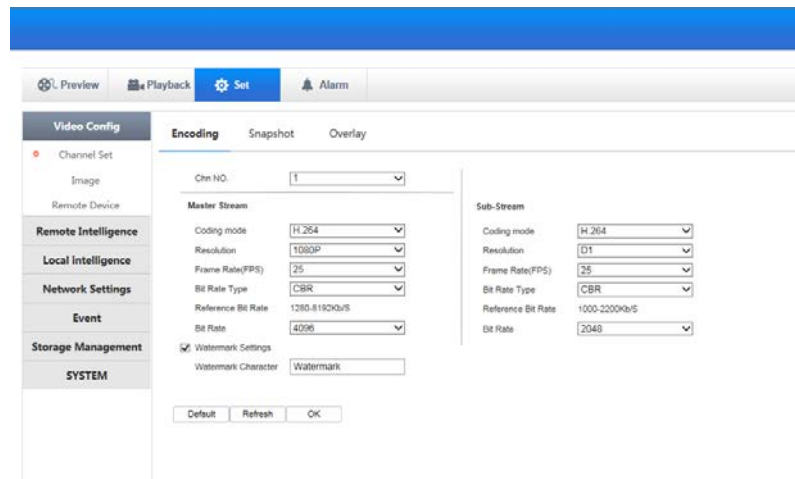 Preview Playback Set Alarm
Video Config
Channel Set
Image
Remote Device
Remote Intelligence
Local Intelligence
Network Settings
Event
Storage Management
SYSTEM
Encoding Snapshot Overlay
Chn NO. 1
Master Stream
Coding mode H.264
Resolution 1080P
Frame Rate(FPS) 25
Bit Rate Type CBR
Reference Bit Rate 1280-8192Kb/S
Bit Rate 4096
Watermark Settings
Watermark Character Watermark
Sub-Stream
Coding mode H.264
Resolution D1
Frame Rate(FPS) 25
Bit Rate Type CBR
Reference Bit Rate 1000-2200Kb/S
Bit Rate 2048
Default Refresh OK